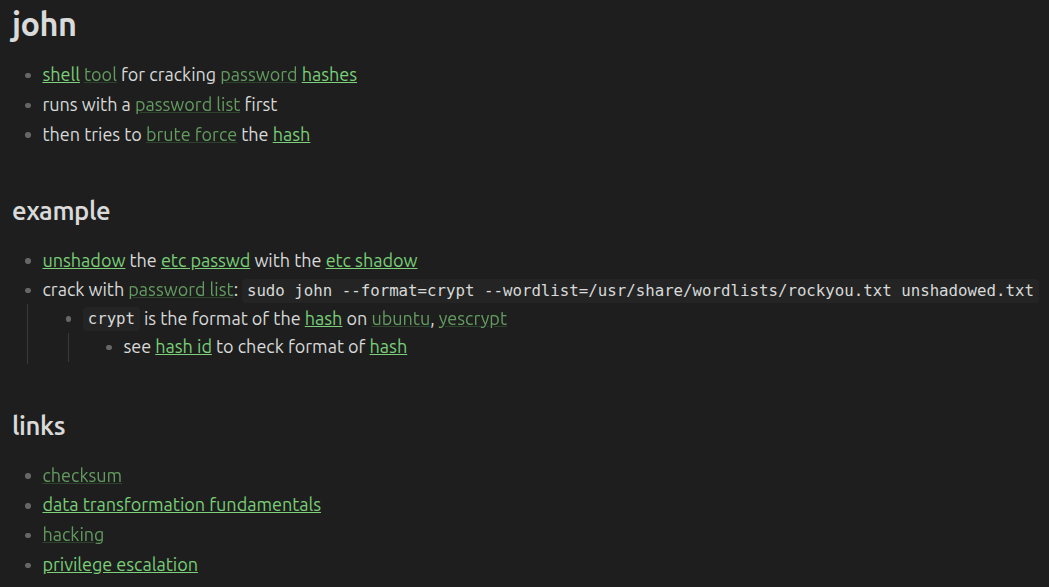 john
shell tool for cracking password hashes
runs with a password list first
then tries to brute force the hash
example
unshadow the etc passwd with the etc shadow
crack with password list: sudo john --format=crypt --wordlist=/usr/share/wordlists/rockyou.txt unshadowed.txt
crypt is the format of the hash on ubuntu, yescrypt
see hash id to check format of hash
links
checksum
data transformation fundamentals
hacking
privilege escalation